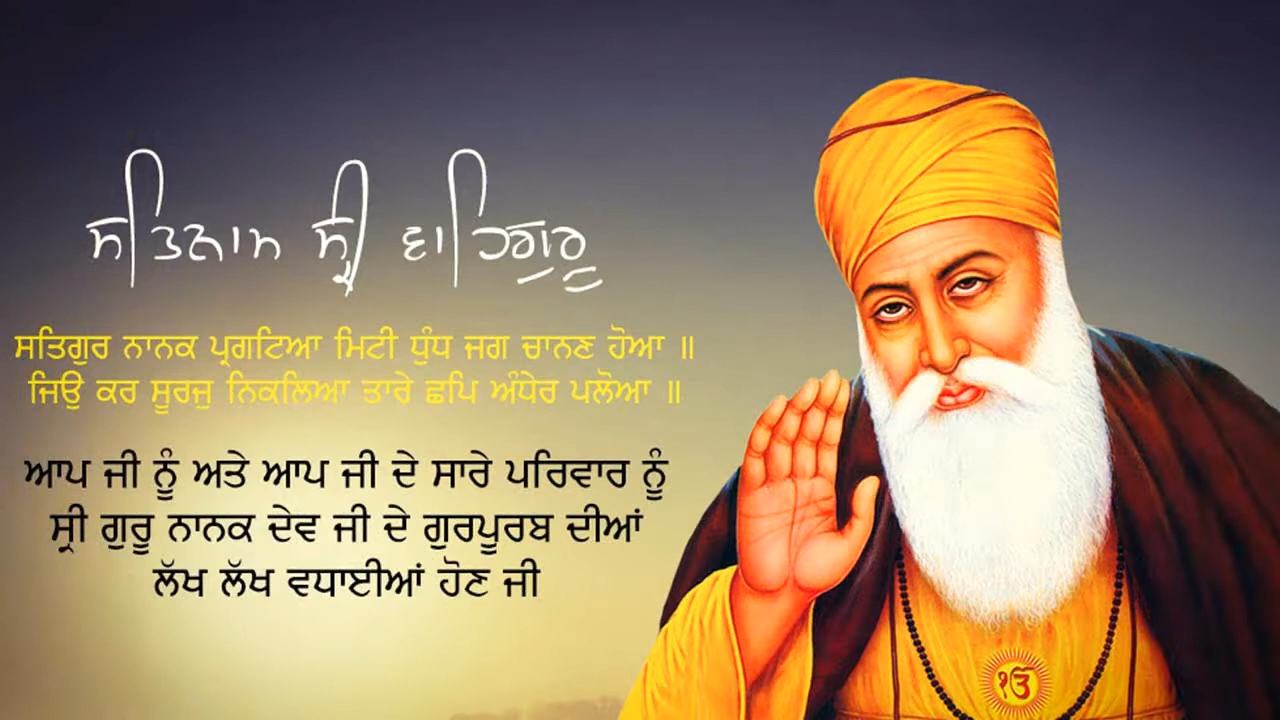 ਸਤਿਨਾਮ ਸ੍ਰੀ ਵਾਹਿਗੁਰੂ
ਸਤਿਗੁਰ ਨਾਨਕ ਪ੍ਰਗਟਿਆ ਮਿਟੀ ਧੁੰਧ ਜਗ ਚਾਨਣ ਹੋਆ ॥
ਜਿਉ ਕਰ ਸੂਰਜੁ ਨਿਕਲਿਆ ਤਾਰੇ ਛਪਿ ਅੰਧੇਰ ਪਲੋਆ ॥
ਆਪ ਜੀ ਨੂੰ ਅਤੇ ਆਪ ਜੀ ਦੇ ਸਾਰੇ ਪਰਿਵਾਰ ਨੂੰ
ਸ੍ਰੀ ਗੁਰੂ ਨਾਨਕ ਦੇਵ ਜੀ ਦੇ ਗੁਰਪੂਰਬ ਦੀਆਂ
ਲੱਖ ਲੱਖ ਵਧਾਈਆਂ ਹੋਣ ਜੀ
ੴ